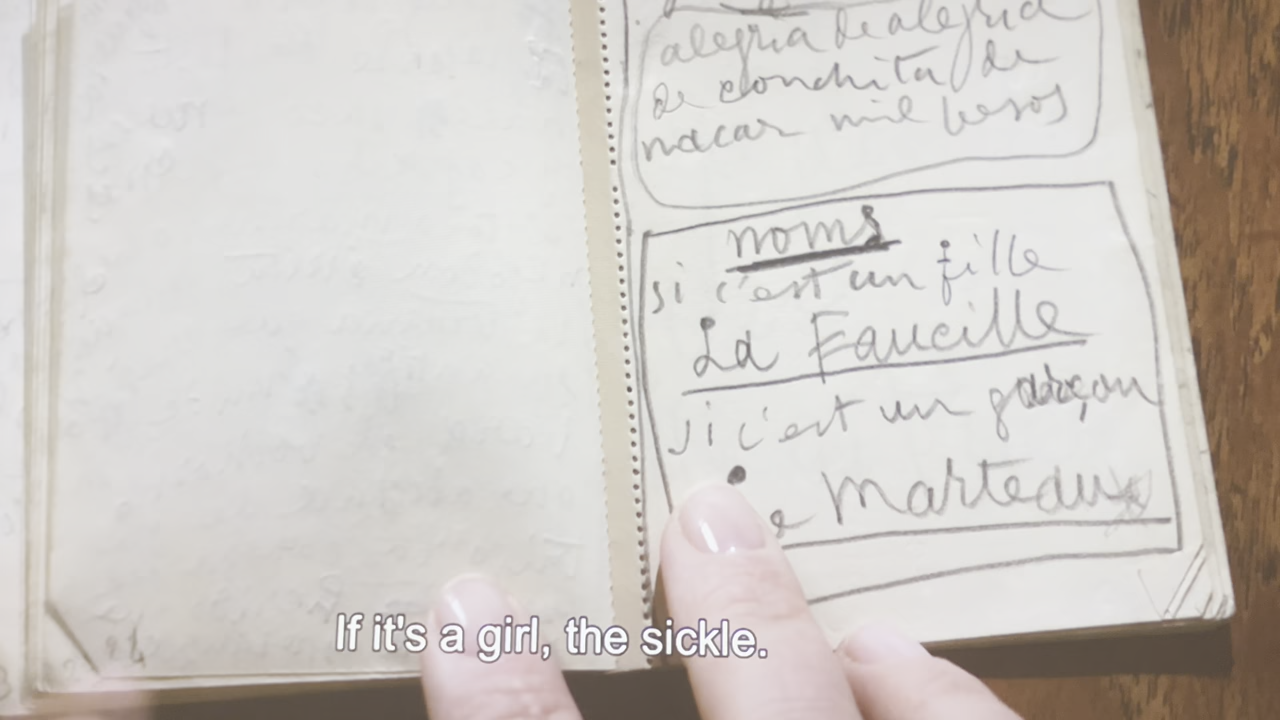 alegria de alegria
de conchita de
nacar mil besos
noms
si c'est un fille
La Faucille
si c'est un garçon
Le Marteau
If it's a girl, the sickle.